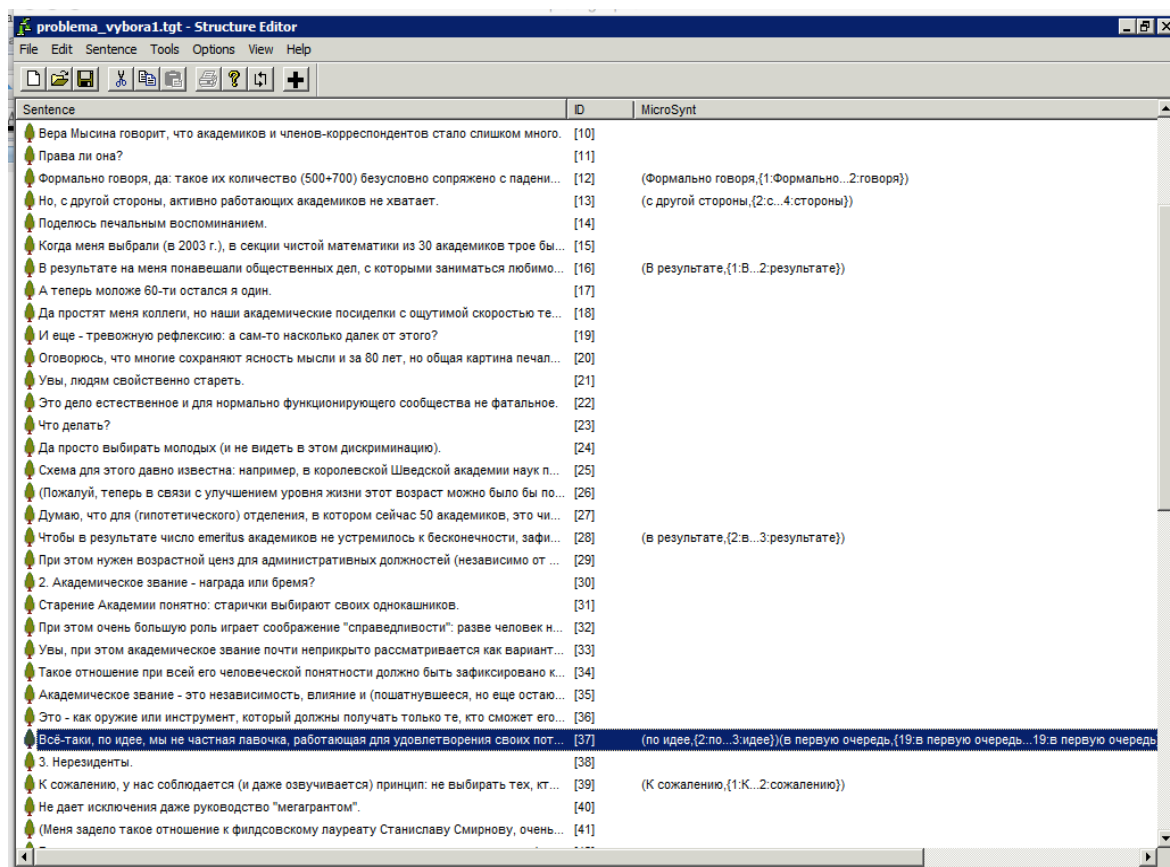 problema_vybora1.tgt - Structure Editor
File Edit Sentence Tools Options View Help
Sentence ID MicroSynt
Вера Мысина говорит, что академиков и членов-корреспондентов стало слишком много. [10]
Права ли она? [11]
Формально говоря, да: такое их количество (500+700) безусловно сопряжено с падени... [12] (Формально говоря,{1:Формально...2:говоря})
Но, с другой стороны, активно работающих академиков не хватает. [13] (с другой стороны,{2:с...4:стороны})
Поделюсь печальным воспоминанием. [14]
Когда меня выбрали (в 2003 г.), в секции чистой математики из 30 академиков трое бы... [15]
В результате на меня понавешали общественных дел, с которыми заниматься любимо... [16] (В результате,{1:В...2:результате})
А теперь моложе 60-ти остался я один. [17]
Да простят меня коллеги, но наши академические посиделки с ощутимой скоростью те... [18]
И еще - тревожную рефлексию: а сам-то насколько далек от этого? [19]
Оговорюсь, что многие сохраняют ясность мысли и за 80 лет, но общая картина печал... [20]
Увы, людям свойственно стареть. [21]
Это дело естественное и для нормально функционирующего сообщества не фатальное. [22]
Что делать? [23]
Да просто выбирать молодых (и не видеть в этом дискриминацию). [24]
Схема для этого давно известна: например, в королевской Шведской академии наук п... [25]
(Пожалуй, теперь в связи с улучшением уровня жизни этот возраст можно было бы по... [26]
Думаю, что для (гипотетического) отделения, в котором сейчас 50 академиков, это чи... [27]
Чтобы в результате число emeritus академиков не устремилось к бесконечности, зафи... [28] (в результате,{2:в...3:результате})
При этом нужен возрастной ценз для административных должностей (независимо от ... [29]
2. Академическое звание - награда или бремя? [30]
Старение Академии понятно: старички выбирают своих однокашников. [31]
При этом очень большую роль играет соображение "справедливости": разве человек н... [32]
Увы, при этом академическое звание почти неприкрыто рассматривается как вариант... [33]
Такое отношение при всей его человеческой понятности должно быть зафиксировано к... [34]
Академическое звание - это независимость, влияние и (пошатнувшееся, но еще остаю... [35]
Это - как оружие или инструмент, который должны получать только те, кто сможет его... [36]
Всё-таки, по идее, мы не частная лавочка, работающая для удовлетворения своих пот... [37] (по идее,{2:по...3:идее})(в первую очередь,{19:в первую очередь...19:в первую очередь
3. Нерезиденты. [38]
К сожалению, у нас соблюдается (и даже озвучивается) принцип: не выбирать тех, кт... [39] (К сожалению,{1:К...2:сожалению})
Не дает исключения даже руководство "мегагрантом". [40]
(Меня задело такое отношение к филдсовскому лауреату Станиславу Смирнову, очень... [41]